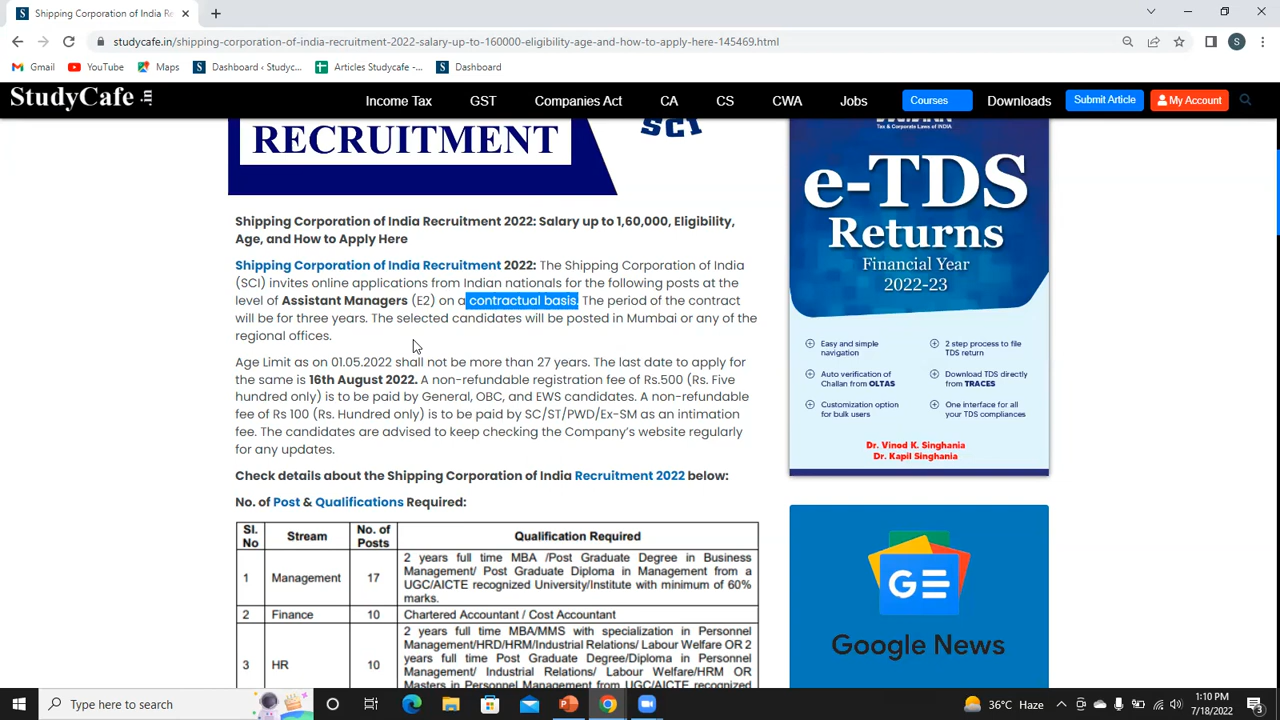 Shipping Corporation of India Re
studycafe.in/shipping-corporation-of-india-recruitment-2022-salary-up-to-160000-eligibility-age-and-how-to-apply-here-145469.html
Gmail
YouTube
Maps
Dashboard ‹ Studyc...
Articles Studycafe -...
Dashboard
StudyCafe .in
Income Tax
GST
Companies Act
CA
CS
CWA
Jobs
Courses
Downloads
Submit Article
My Account
RECRUITMENT
SCI
Tax & Corporate Laws of INDIA
e-TDS
Returns
Financial Year
2022-23
Easy and simple
navigation
2 step process to file
TDS return
Auto verification of
Challan from OLTAS
Download TDS directly
from TRACES
Customization option
for bulk users
One interface for all
your TDS compliances
Dr. Vinod K. Singhania
Dr. Kapil Singhania
Shipping Corporation of India Recruitment 2022: Salary up to 1,60,000, Eligibility,
Age, and How to Apply Here
Shipping Corporation of India Recruitment 2022: The Shipping Corporation of India
(SCI) invites online applications from Indian nationals for the following posts at the
level of Assistant Managers (E2) on a contractual basis. The period of the contract
will be for three years. The selected candidates will be posted in Mumbai or any of the
regional offices.
Age Limit as on 01.05.2022 shall not be more than 27 years. The last date to apply for
the same is 16th August 2022. A non-refundable registration fee of Rs.500 (Rs. Five
hundred only) is to be paid by General, OBC, and EWS candidates. A non-refundable
fee of Rs 100 (Rs. Hundred only) is to be paid by SC/ST/PWD/Ex-SM as an intimation
fee. The candidates are advised to keep checking the Company's website regularly
for any updates.
Check details about the Shipping Corporation of India Recruitment 2022 below:
No. of Post & Qualifications Required:
Sl. No
Stream
No. of Posts
Qualification Required
1
Management
17
2 years full time MBA /Post Graduate Degree in Business
Management/ Post Graduate Diploma in Management from a
UGC/AICTE recognized University/Institute with minimum of 60%
marks.
2
Finance
10
Chartered Accountant / Cost Accountant
3
HR
10
2 years full time MBA/MMS with specialization in Personnel
Management/HRD/HRM/Industrial Relations/ Labour Welfare OR 2
years full time Post Graduate Degree/Diploma in Personnel
Management/ Industrial Relations/ Labour Welfare/HRM OR
Masters in Personnel Management from UGC/AICTE recognized
GE
Google News
Type here to search
36°C Haze
1:10 PM
7/18/2022